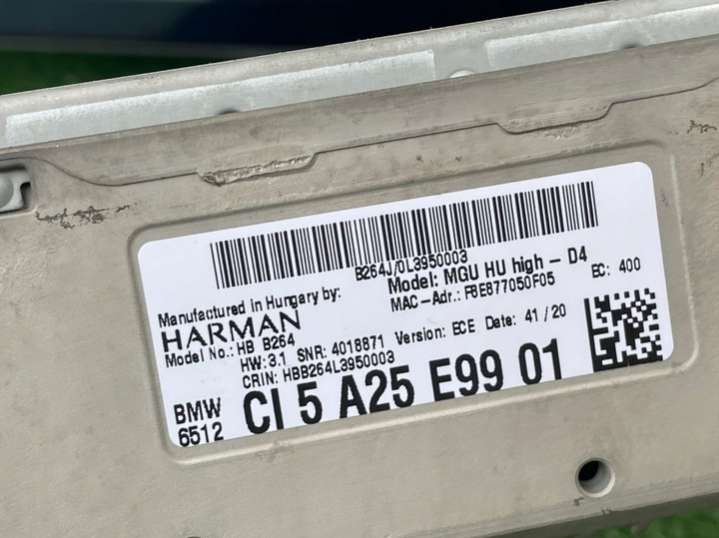 B264J/0L3950003
Manufactured in Hungary by:
HARMAN
Model: MGU HU high - D4
MAC-Adr.: F8E877050F05
EC: 400
Model No.: HB B264
HW: 3.1 SNR: 4018871 Version: ECE Date: 41/20
CRIN: HBB264L3950003
BMW
6512
CI 5 A25 E99 01